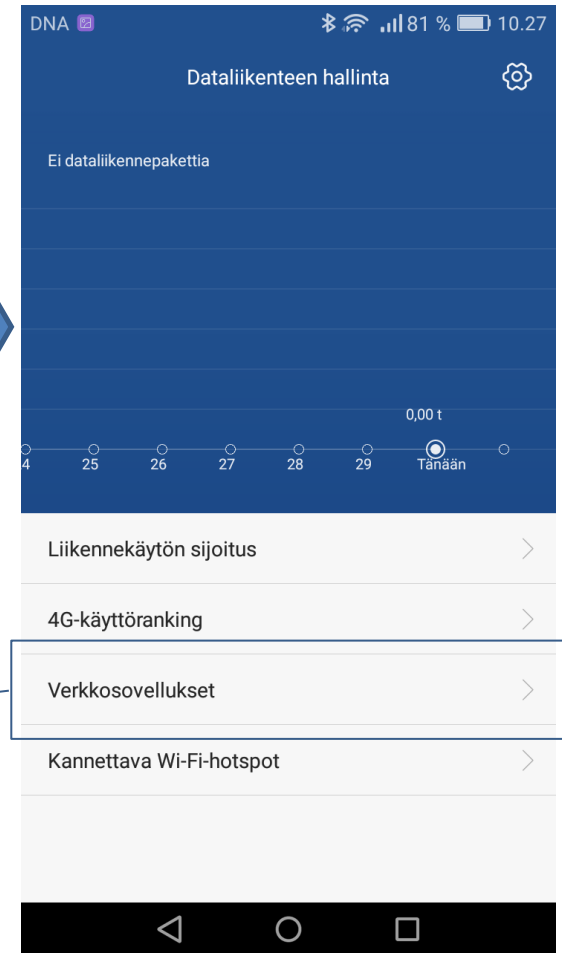 DNA 81 % 10.27
Dataliikenteen hallinta
Ei dataliikennepakettia
0,00 t
4 25 26 27 28 29 Tänään
Liikennekäytön sijoitus
4G-käyttöranking
Verkkosovellukset
Kannettava Wi-Fi-hotspot